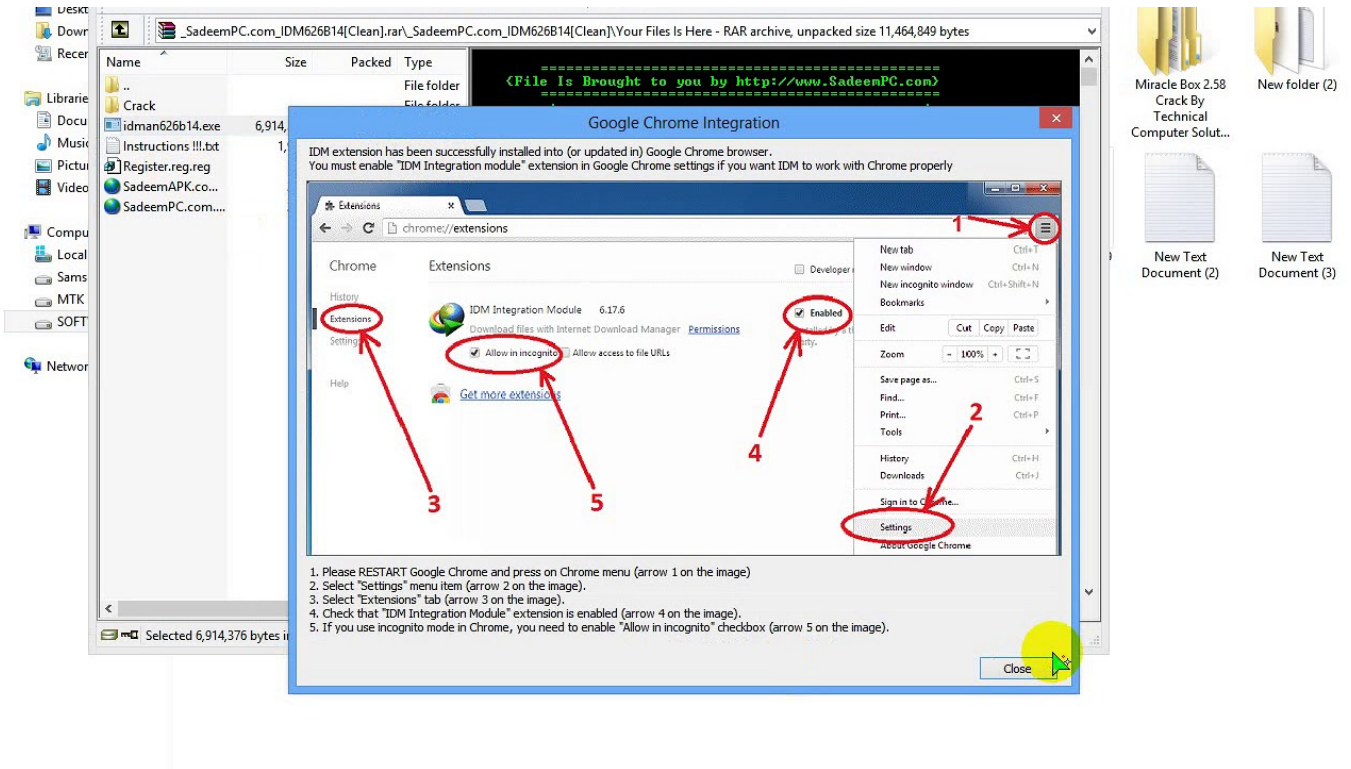 Deskt
Down
Recer
Librarie
Docu
Music
Pictu
Video
Compu
Local
Sams
MTK
SOFT
Networ
_SadeemPC.com_IDM626B14[Clean].rar\_SadeemPC.com_IDM626B14[Clean]\Your Files Is Here - RAR archive, unpacked size 11,464,849 bytes
Name Size Packed Type
.. File folder
Crack File folder
idman626b14.exe 6,914,
Instructions !!!.txt 1,
Register.reg.reg
SadeemAPK.co...
SadeemPC.com....
==============================================
{File Is Brought to you by http://www.SadeemPC.com}
==============================================
Google Chrome Integration
IDM extension has been successfully installed into (or updated in) Google Chrome browser.
You must enable "IDM Integration module" extension in Google Chrome settings if you want IDM to work with Chrome properly
Extensions
chrome://extensions
1
Chrome
History
Extensions
Settings
Help
Extensions
Developer
IDM Integration Module 6.17.6
Enabled
Download files with Internet Download Manager Permissions
party.
Allow in incognito Allow access to file URLs
Get more extensions
New tab Ctrl+T
New window Ctrl+N
New incognito window Ctrl+Shift+N
Bookmarks
Edit Cut Copy Paste
Zoom - 100% +
Save page as... Ctrl+S
Find... Ctrl+F
Print... Ctrl+P
Tools
History Ctrl+H
Downloads Ctrl+J
Sign in to Chrome...
Settings
About Google Chrome
2
4
3
5
1. Please RESTART Google Chrome and press on Chrome menu (arrow 1 on the image)
2. Select "Settings" menu item (arrow 2 on the image).
3. Select "Extensions" tab (arrow 3 on the image).
4. Check that "IDM Integration Module" extension is enabled (arrow 4 on the image).
5. If you use incognito mode in Chrome, you need to enable "Allow in incognito" checkbox (arrow 5 on the image).
Close
Selected 6,914,376 bytes in
Miracle Box 2.58
Crack By
Technical
Computer Solut...
New folder (2)
New Text
Document (2)
New Text
Document (3)